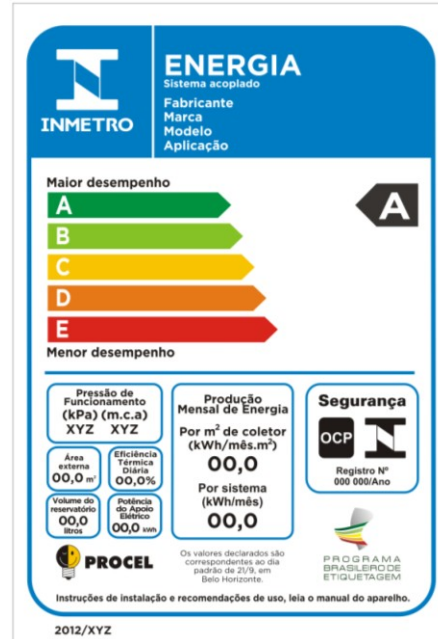 ENERGIA
Sistema acoplado
Fabricante
Marca
Modelo
Aplicação
INMETRO
Maior desempenho
A
A
B
C
D
E
Menor desempenho
Pressão de
Funcionamento
(kPa) (m.c.a)
XYZ XYZ
Área
externa
00,0 m²
Eficiência
Térmica
Diária
00,0%
Volume do
reservatório
00,0
litros
Potência
do Apoio
Elétrico
00,0 kWh
Produção
Mensal de Energia
Por m² de coletor
(kWh/mês.m²)
00,0
Por sistema
(kWh/mês)
00,0
Segurança
OCP
Registro Nº
000 000/Ano
PROCEL
Os valores declarados são
correspondentes ao dia
padrão de 21/9, em
Belo Horizonte.
PROGRAMA
BRASILEIRO DE
ETIQUETAGEM
Instruções de instalação e recomendações de uso, leia o manual do aparelho.
2012/XYZ